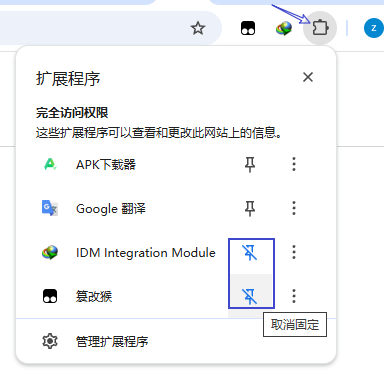 z
扩展程序
完全访问权限
这些扩展程序可以查看和更改此网站上的信息。
APK下载器
Google 翻译
IDM Integration Module
篡改猴
取消固定
管理扩展程序